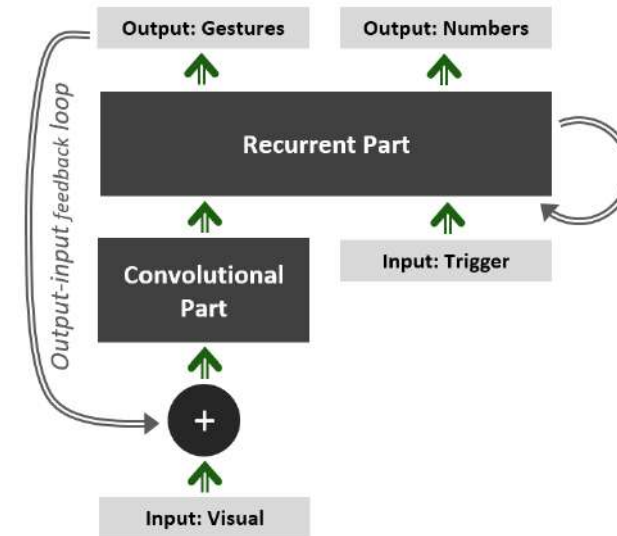 Output: Gestures
Output: Numbers
Output-input feedback loop
Recurrent Part
Input: Trigger
Convolutional
Part
+
Input: Visual